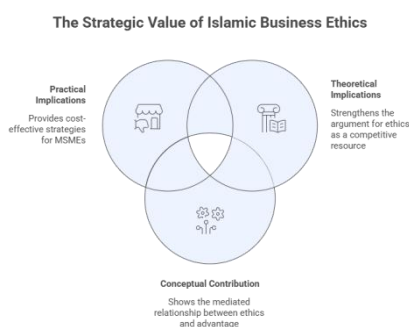 The Strategic Value of Islamic Business Ethics
Practical
Implications
Provides cost-
effective strategies
for MSMEs
Theoretical
Implications
Strengthens the
argument for ethics
as a competitive
resource
Conceptual Contribution
Shows the mediated
relationship between ethics
and advantage